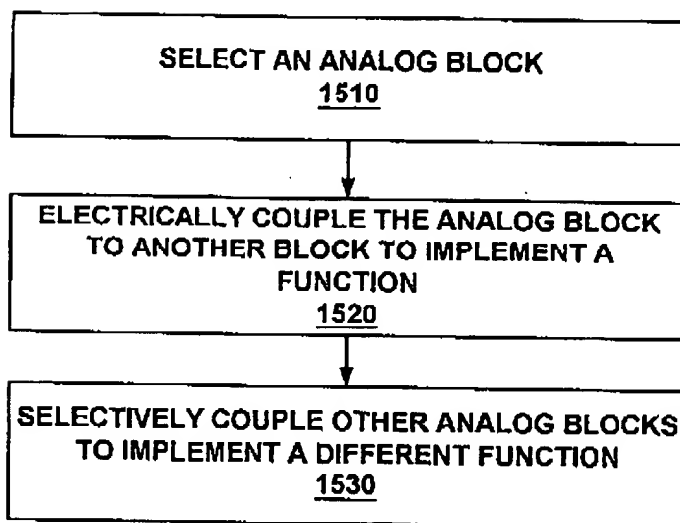 SELECT AN ANALOG BLOCK
1510
ELECTRICALLY COUPLE THE ANALOG BLOCK
TO ANOTHER BLOCK TO IMPLEMENT A
FUNCTION
1520
SELECTIVELY COUPLE OTHER ANALOG BLOCKS
TO IMPLEMENT A DIFFERENT FUNCTION
1530